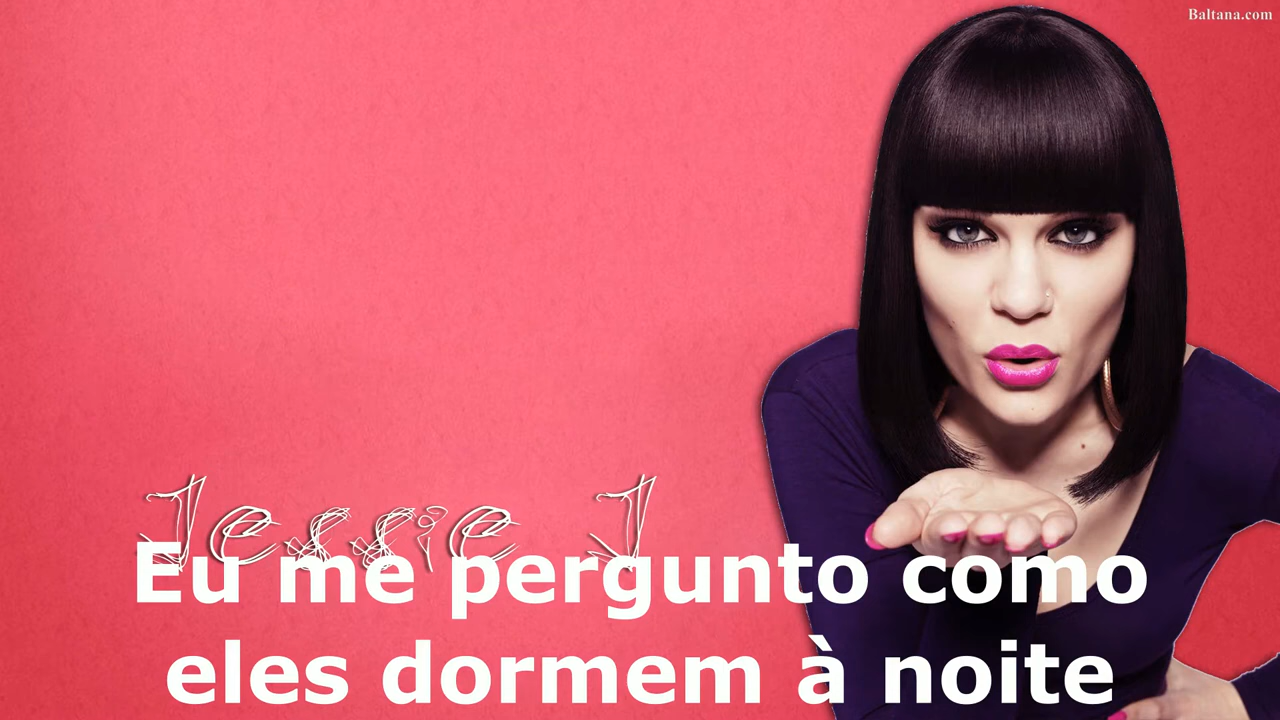 Baltana.com
Jessie J
Eu me pergunto como
eles dormem à noite